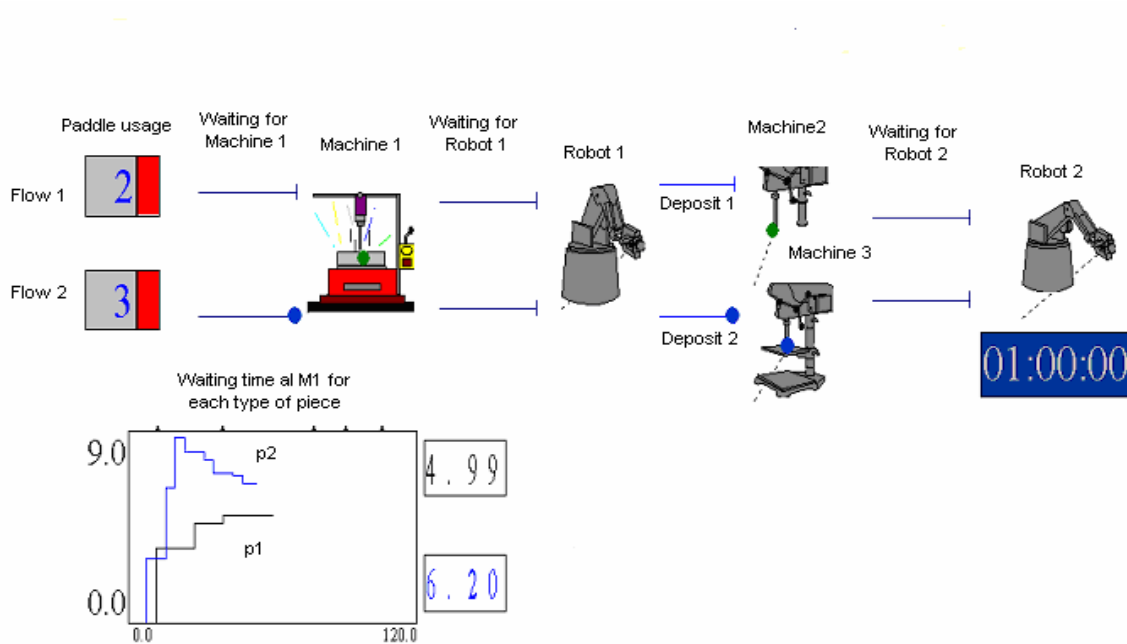 Paddle usage
Waiting for
Machine 1
Machine 1
Waiting for
Robot 1
Robot 1
Machine2
Waiting for
Robot 2
Robot 2
Flow 1
2
Deposit 1
Machine 3
Flow 2
3
Deposit 2
01:00:00
Waiting time al M1 for
each type of piece
9.0
p2
4.99
p1
6.20
0.0
0.0
120.0